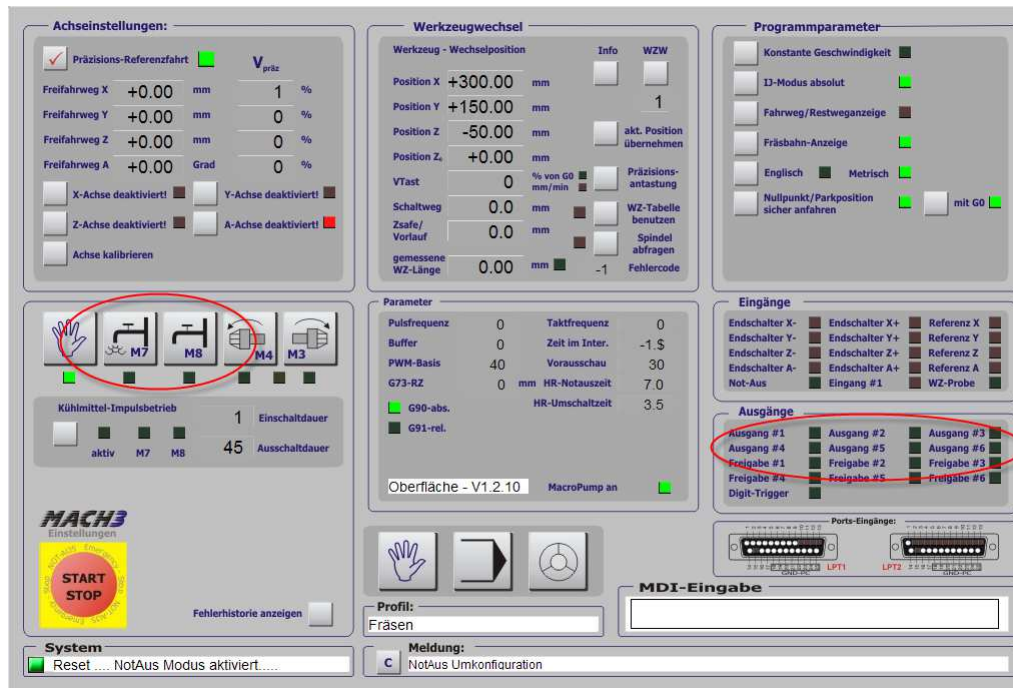 Achseinstellungen:
Präzisions-Referenzfahrt
V präz
Freifahrweg X +0.00 mm 1 %
Freifahrweg Y +0.00 mm 0 %
Freifahrweg Z +0.00 mm 0 %
Freifahrweg A +0.00 Grad 0 %
X-Achse deaktiviert! Y-Achse deaktiviert!
Z-Achse deaktiviert! A-Achse deaktiviert!
Achse kalibrieren
Werkzeugwechsel
Werkzeug - Wechselposition Info WZW
Position X +300.00 mm
Position Y +150.00 mm 1
Position Z -50.00 mm akt. Position
übernehmen
Position Z +0.00 mm
VTast 0 % von G0
mm/min
Präzisions-
antastung
Schaltweg 0.0 mm WZ-Tabelle
benutzen
Zsafe/
Vorlauf 0.0 mm Spindel
abfragen
gemessene
WZ-Länge 0.00 mm -1 Fehlercode
Programmparameter
Konstante Geschwindigkeit
IJ-Modus absolut
Fahrweg/Restweganzeige
Fräsbahn-Anzeige
Englisch Metrisch
Nullpunkt/Parkposition
sicher anfahren
mit G0
M7 M8 M4 M3
Kühlmittel-Impulsbetrieb
1 Einschaltdauer
45 Ausschaltdauer
aktiv M7 M8
Parameter
Pulsfrequenz 0 Taktfrequenz 0
Buffer 0 Zeit im Inter. -1.$
PWM-Basis 40 Vorausschau 30
G73-RZ 0 mm HR-Notauszeit 7.0
G90-abs. HR-Umschaltzeit 3.5
G91-rel.
Oberfläche - V1.2.10 MacroPump an
Eingänge
Endschalter X- Endschalter X+ Referenz X
Endschalter Y- Endschalter Y+ Referenz Y
Endschalter Z- Endschalter Z+ Referenz Z
Endschalter A- Endschalter A+ Referenz A
Not-Aus Eingang #1 WZ-Probe
Ausgänge
Ausgang #1 Ausgang #2 Ausgang #3
Ausgang #4 Ausgang #5 Ausgang #6
Freigabe #1 Freigabe #2 Freigabe #3
Freigabe #4 Freigabe #5 Freigabe #6
Digit-Trigger
Ports-Eingänge:
LPT1 LPT2
GND-PC GND-PC
MACH3
Einstellungen
NOT-AUS Emergency Stop
START
STOP
Fehlerhistorie anzeigen
Profil:
Fräsen
MDI-Eingabe
System
Reset .... NotAus Modus aktiviert.....
Meldung:
C NotAus Umkonfiguration